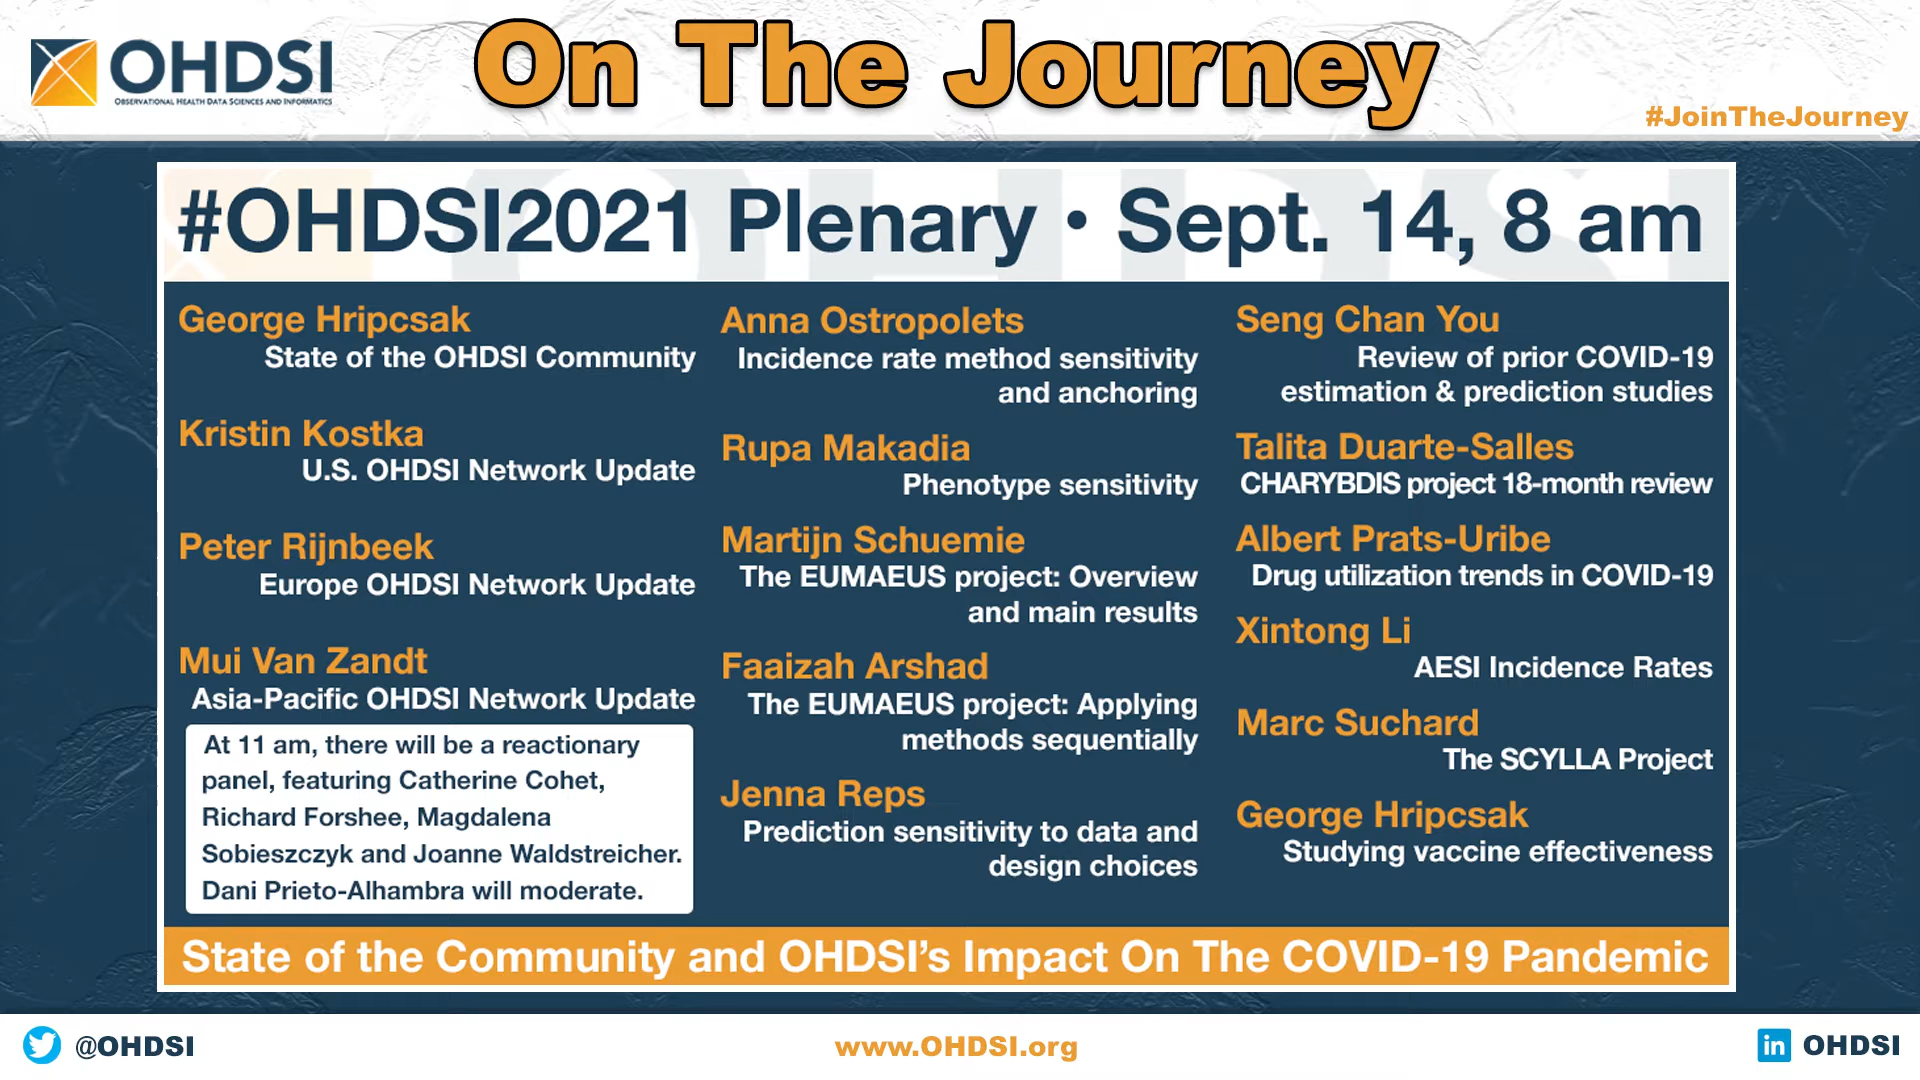 OHDSI
OBSERVATIONAL HEALTH DATA SCIENCES AND INFORMATICS
On The Journey
#JoinTheJourney
#OHDSI2021 Plenary • Sept. 14, 8 am
George Hripcsak
State of the OHDSI Community
Kristin Kostka
U.S. OHDSI Network Update
Peter Rijnbeek
Europe OHDSI Network Update
Mui Van Zandt
Asia-Pacific OHDSI Network Update
At 11 am, there will be a reactionary
panel, featuring Catherine Cohet,
Richard Forshee, Magdalena
Sobieszczyk and Joanne Waldstreicher.
Dani Prieto-Alhambra will moderate.
Anna Ostropolets
Incidence rate method sensitivity
and anchoring
Rupa Makadia
Phenotype sensitivity
Martijn Schuemie
The EUMAEUS project: Overview
and main results
Faaizah Arshad
The EUMAEUS project: Applying
methods sequentially
Jenna Reps
Prediction sensitivity to data and
design choices
Seng Chan You
Review of prior COVID-19
estimation & prediction studies
Talita Duarte-Salles
CHARYBDIS project 18-month review
Albert Prats-Uribe
Drug utilization trends in COVID-19
Xintong Li
AESI Incidence Rates
Marc Suchard
The SCYLLA Project
George Hripcsak
Studying vaccine effectiveness
State of the Community and OHDSI's Impact On The COVID-19 Pandemic
@OHDSI
www.OHDSI.org
in OHDSI